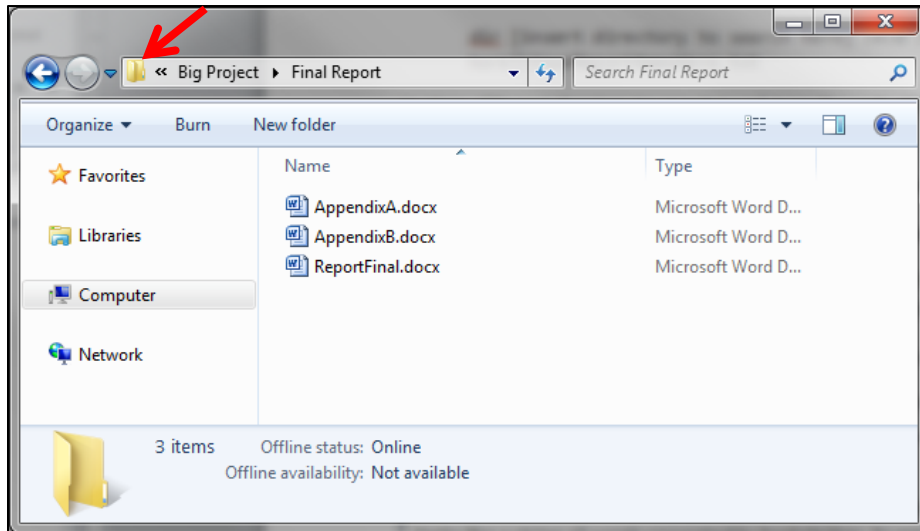 « Big Project ▸ Final Report Search Final Report
Organize Burn New folder
Name Type
Favorites
Libraries
Computer
Network
AppendixA.docx Microsoft Word D...
AppendixB.docx Microsoft Word D...
ReportFinal.docx Microsoft Word D...
3 items Offline status: Online
Offline availability: Not available